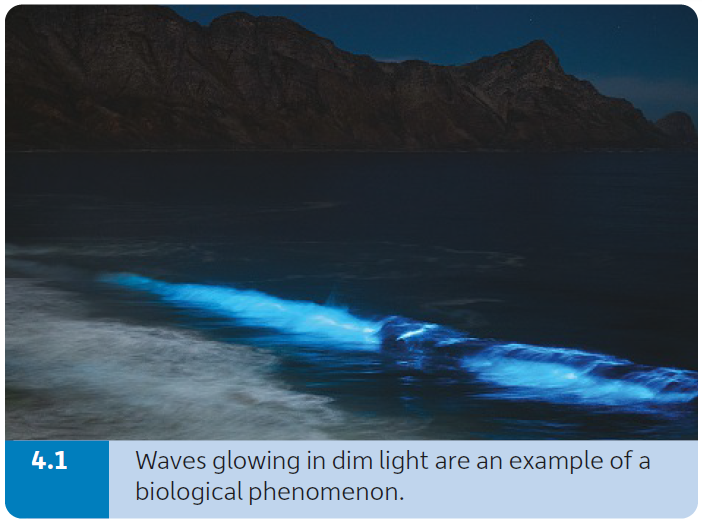 4.1
Waves glowing in dim light are an example of a
biological phenomenon.